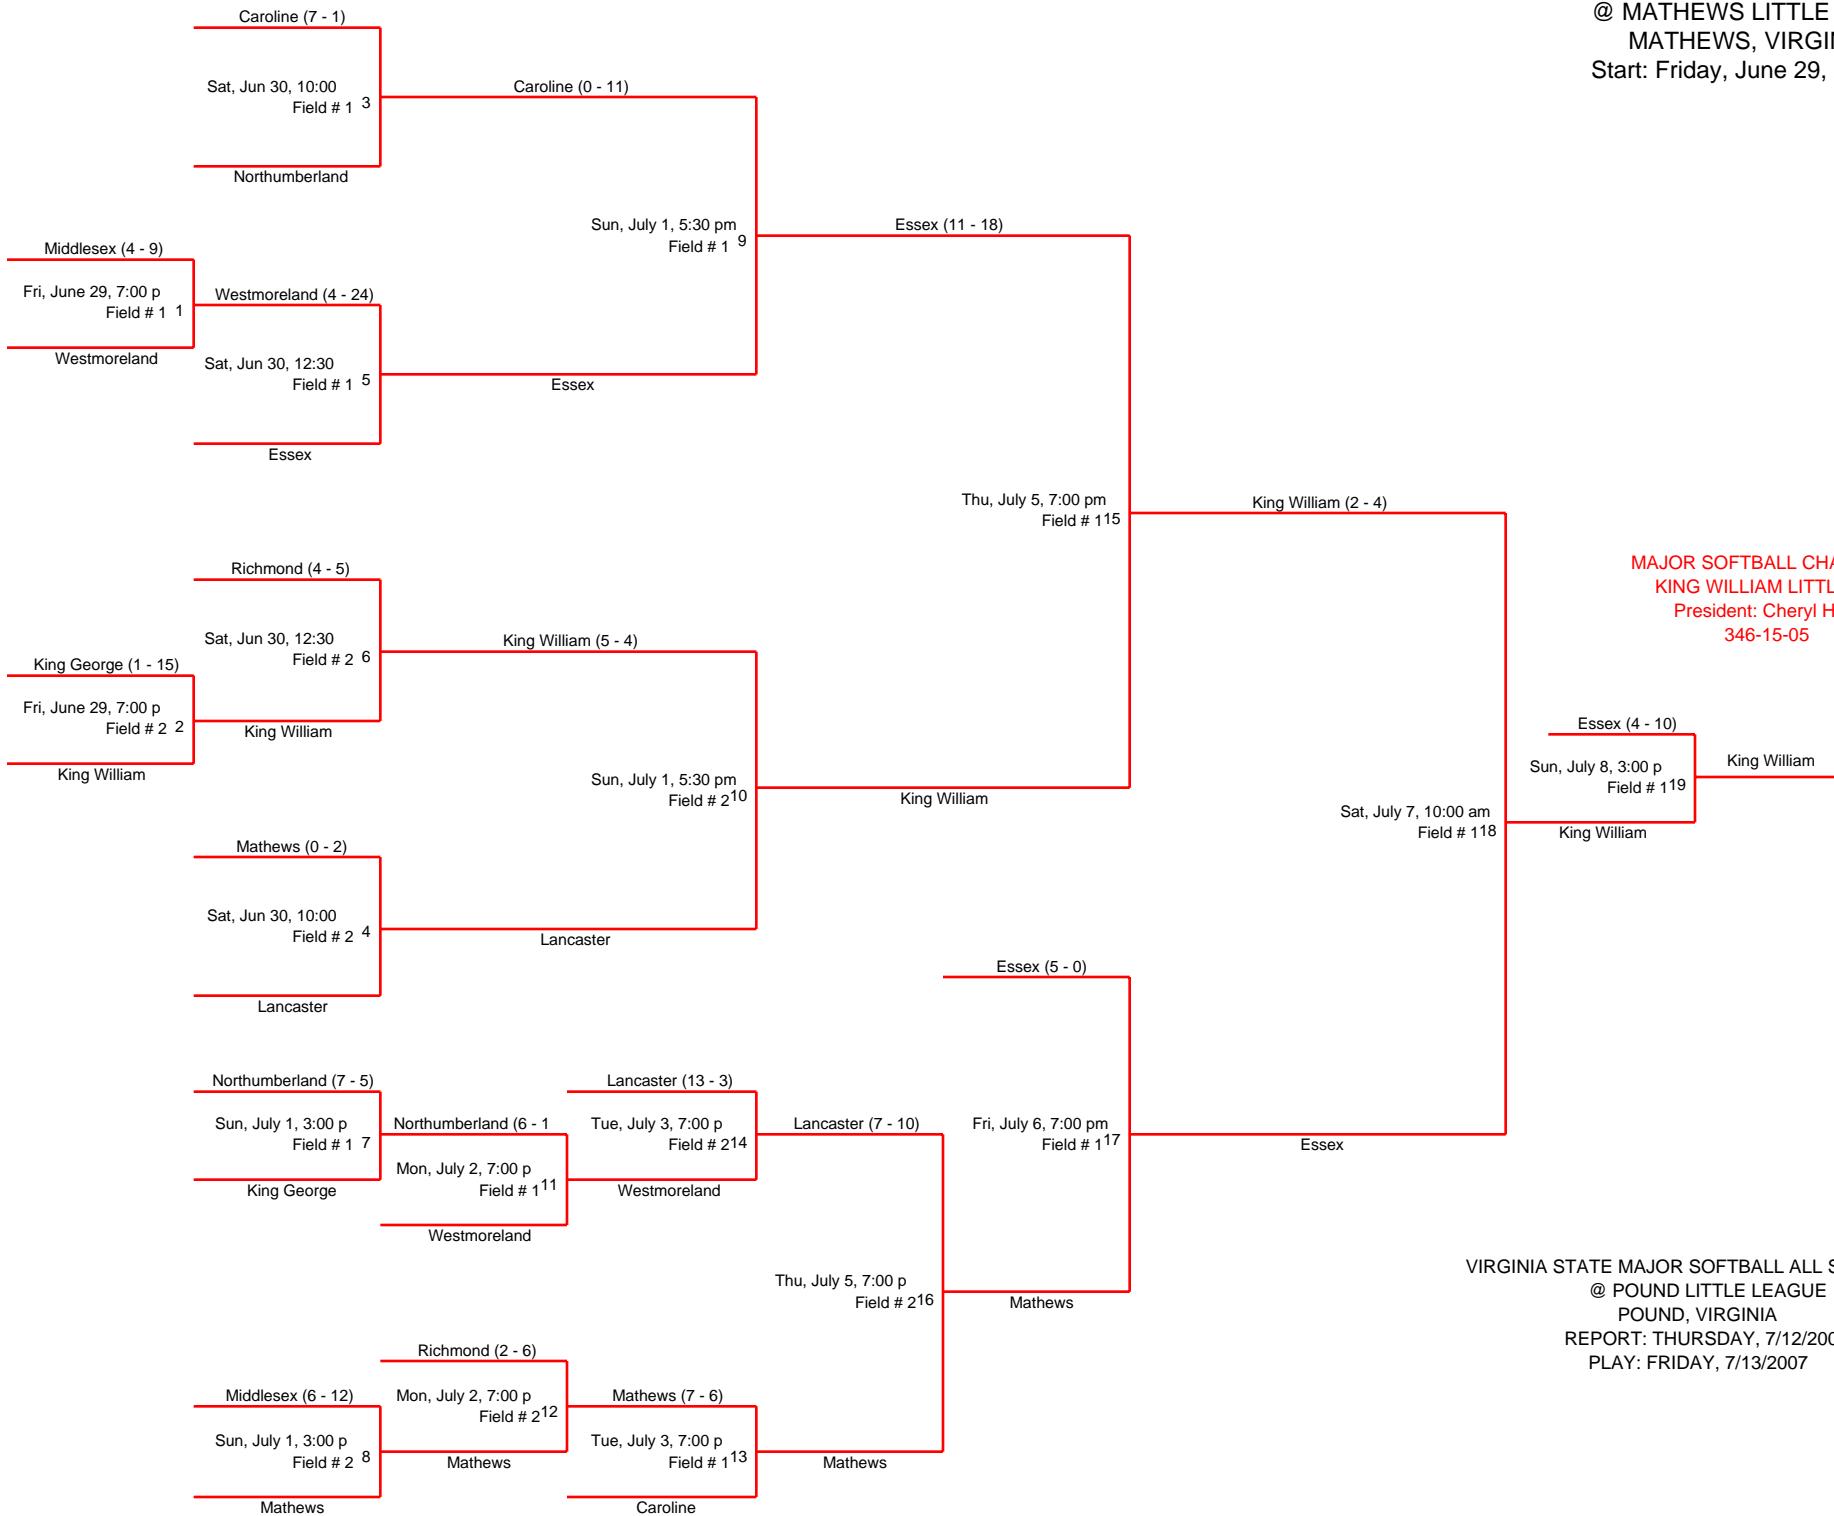 @ MATHEWS LITTLE
MATHEWS, VIRGI
Start: Friday, June 29,
Caroline (7 - 1)
Sat, Jun 30, 10:00
Field # 1 3
Northumberland
Caroline (0 - 11)
Sun, July 1, 5:30 pm
Field # 1 9
Middlesex (4 - 9)
Fri, June 29, 7:00 p
Field # 1 1
Westmoreland
Westmoreland (4 - 24)
Sat, Jun 30, 12:30
Field # 1 5
Essex
Essex
Essex (11 - 18)
Thu, July 5, 7:00 pm
Field # 1 15
King William (2 - 4)
Richmond (4 - 5)
Sat, Jun 30, 12:30
Field # 2 6
King William (5 - 4)
King George (1 - 15)
Fri, June 29, 7:00 p
Field # 2 2
King William
King William
Sun, July 1, 5:30 pm
Field # 2 10
King William
Mathews (0 - 2)
Sat, Jun 30, 10:00
Field # 2 4
Lancaster
Lancaster
MAJOR SOFTBALL CHA
KING WILLIAM LITTL
President: Cheryl H
346-15-05
Essex (4 - 10)
Sun, July 8, 3:00 p
Field # 1 19
King William
King William
Sat, July 7, 10:00 am
Field # 1 18
Essex (5 - 0)
Fri, July 6, 7:00 pm
Field # 1 17
Essex
Northumberland (7 - 5)
Sun, July 1, 3:00 p
Field # 1 7
King George
Northumberland (6 - 1
Mon, July 2, 7:00 p
Field # 1 11
Westmoreland
Lancaster (13 - 3)
Tue, July 3, 7:00 p
Field # 2 14
Westmoreland
Lancaster (7 - 10)
Thu, July 5, 7:00 p
Field # 2 16
Mathews
Richmond (2 - 6)
Mon, July 2, 7:00 p
Field # 2 12
Middlesex (6 - 12)
Sun, July 1, 3:00 p
Field # 2 8
Mathews
Mathews
Mathews (7 - 6)
Tue, July 3, 7:00 p
Field # 1 13
Caroline
Mathews
VIRGINIA STATE MAJOR SOFTBALL ALL S
@ POUND LITTLE LEAGUE
POUND, VIRGINIA
REPORT: THURSDAY, 7/12/200
PLAY: FRIDAY, 7/13/2007